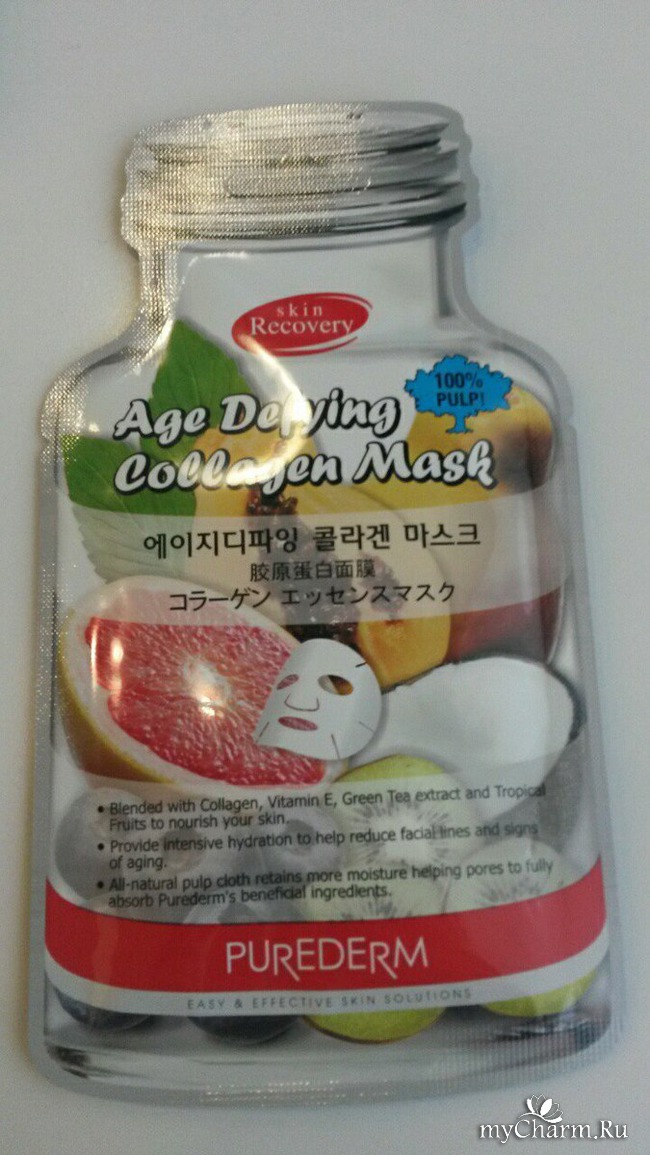 skin
Recovery
100%
PULP!
Age Defying
Collagen Mask
에이지디파잉 콜라겐 마스크
胶原蛋白面膜
コラーゲン エッセンスマスク
• Blended with Collagen, Vitamin E, Green Tea extract and Tropical
Fruits to nourish your skin.
• Provide intensive hydration to help reduce facial lines and signs
of aging.
• All-natural pulp cloth retains more moisture helping pores to fully
absorb Purederm's beneficial ingredients.
PUREDERM
EASY & EFFECTIVE SKIN SOLUTIONS
myCharm.Ru